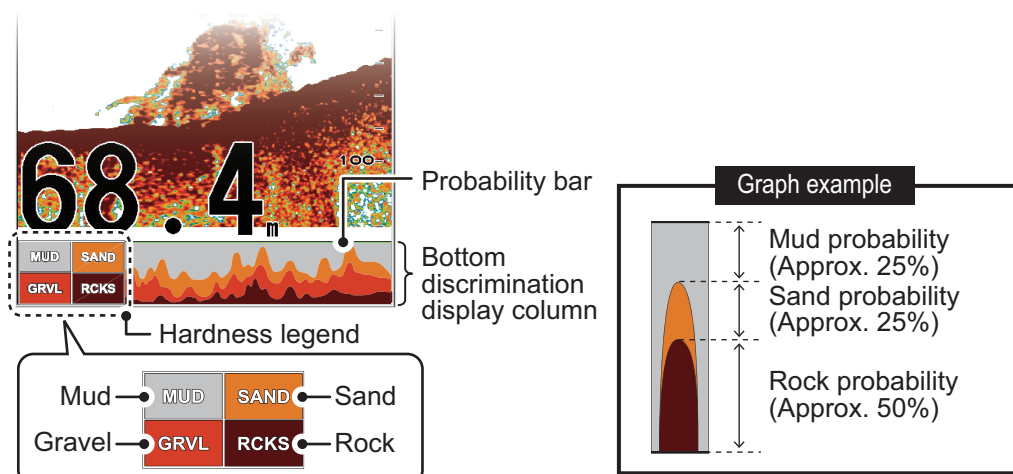 100
68.4m
MUD SAND
GRVL RCKS
Probability bar
Bottom
discrimination
display column
Hardness legend
Mud
MUD SAND
Sand
Gravel
GRVL RCKS
Rock
Graph example
Mud probability
(Approx. 25%)
Sand probability
(Approx. 25%)
Rock probability
(Approx. 50%)